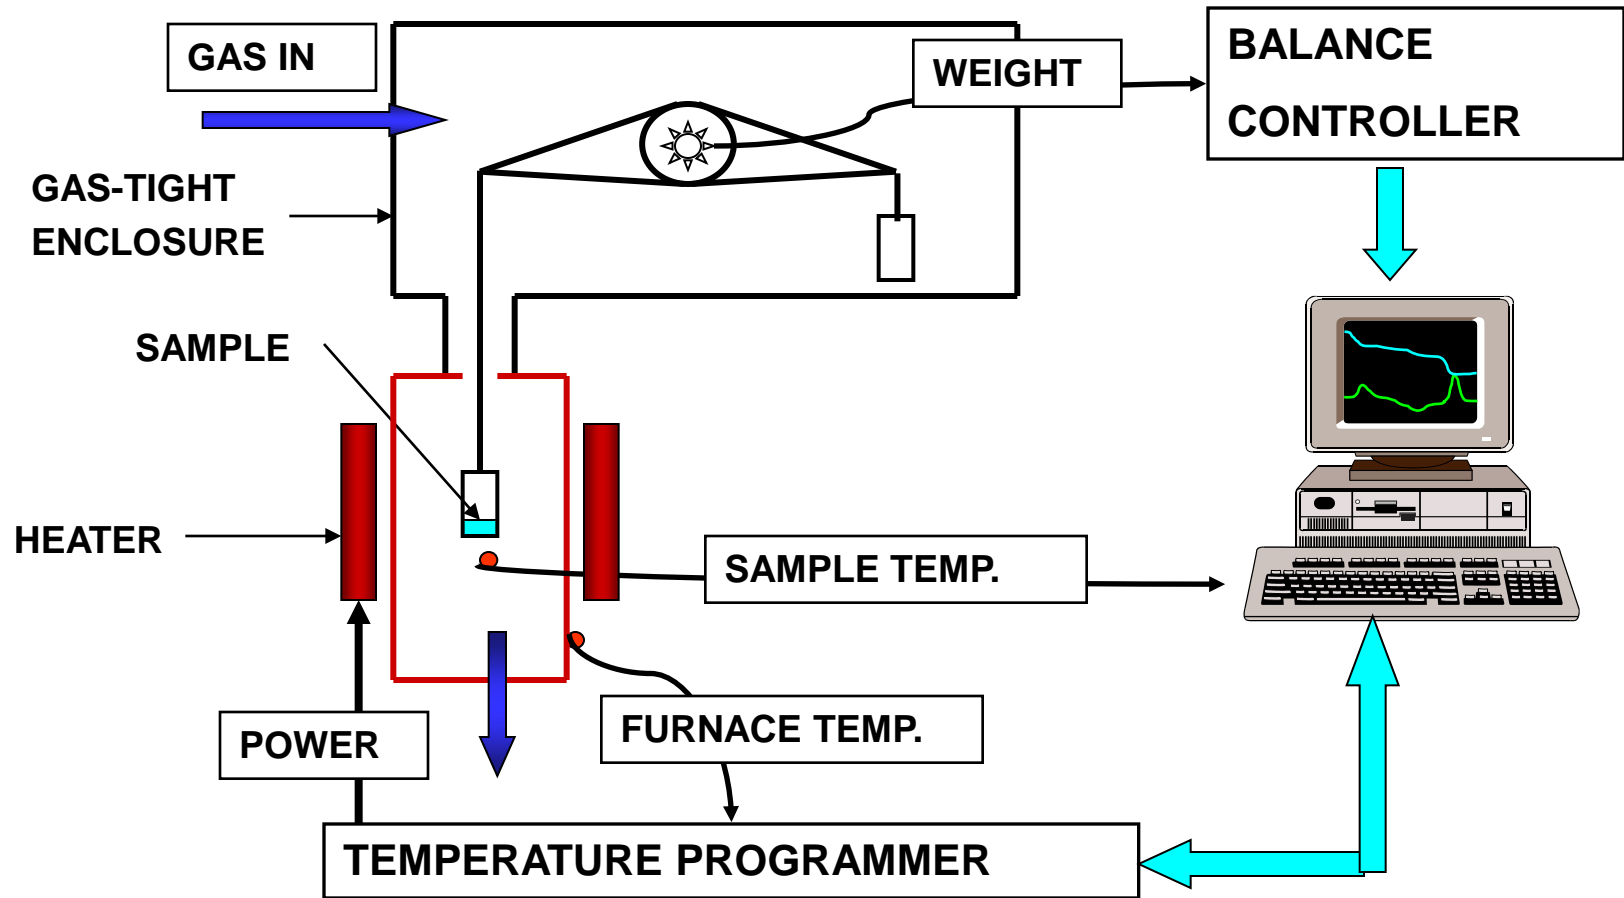 GAS IN
WEIGHT
BALANCE
CONTROLLER
GAS-TIGHT
ENCLOSURE
SAMPLE
HEATER
SAMPLE TEMP.
POWER
FURNACE TEMP.
TEMPERATURE PROGRAMMER